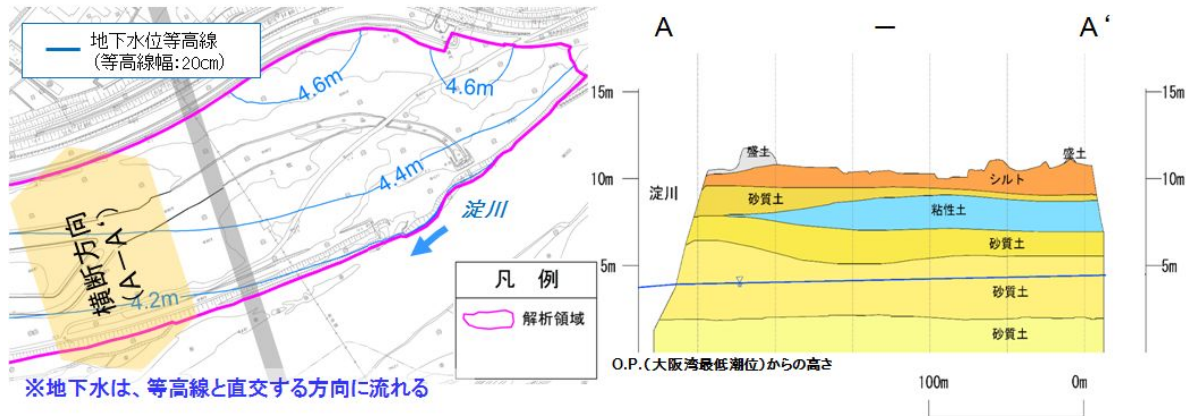 地下水位等高線
(等高線幅:20cm)
4.6m
4.6m
4.4m
4.2m
淀川
横断方向
(A－A')
凡 例
解析領域
※地下水は、等高線と直交する方向に流れる
A － A‘
15m
10m
5m
15m
10m
5m
淀川
盛土
盛土
シルト
砂質土
粘性土
砂質土
砂質土
砂質土
O.P.(大阪湾最低潮位)からの高さ
100m
0m